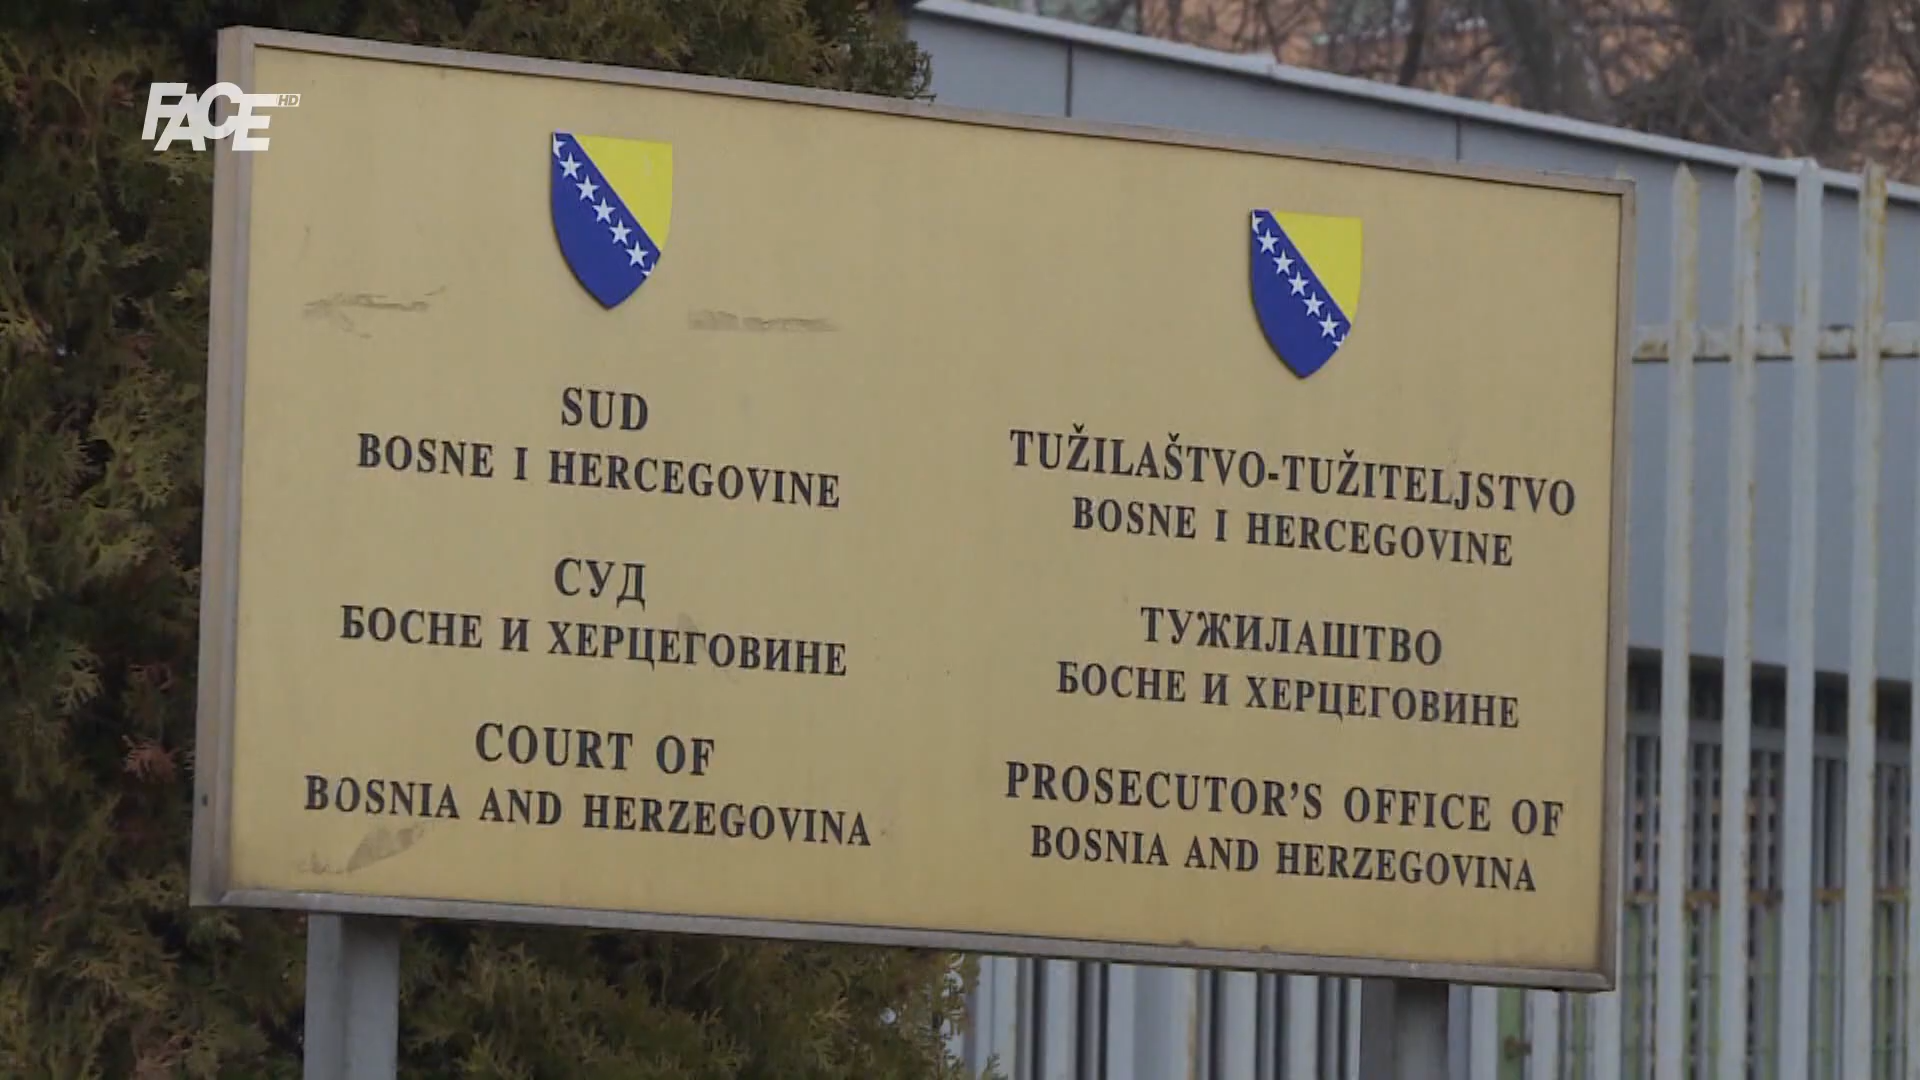 FACE HD
SUD
BOSNE I HERCEGOVINE
СУД
БОСНЕ И ХЕРЦЕГОВИНЕ
COURT OF
BOSNIA AND HERZEGOVINA
TUŽILAŠTVO-TUŽITELJSTVO
BOSNE I HERCEGOVINE
ТУЖИЛАШТВО
БОСНЕ И ХЕРЦЕГОВИНЕ
PROSECUTOR'S OFFICE OF
BOSNIA AND HERZEGOVINA